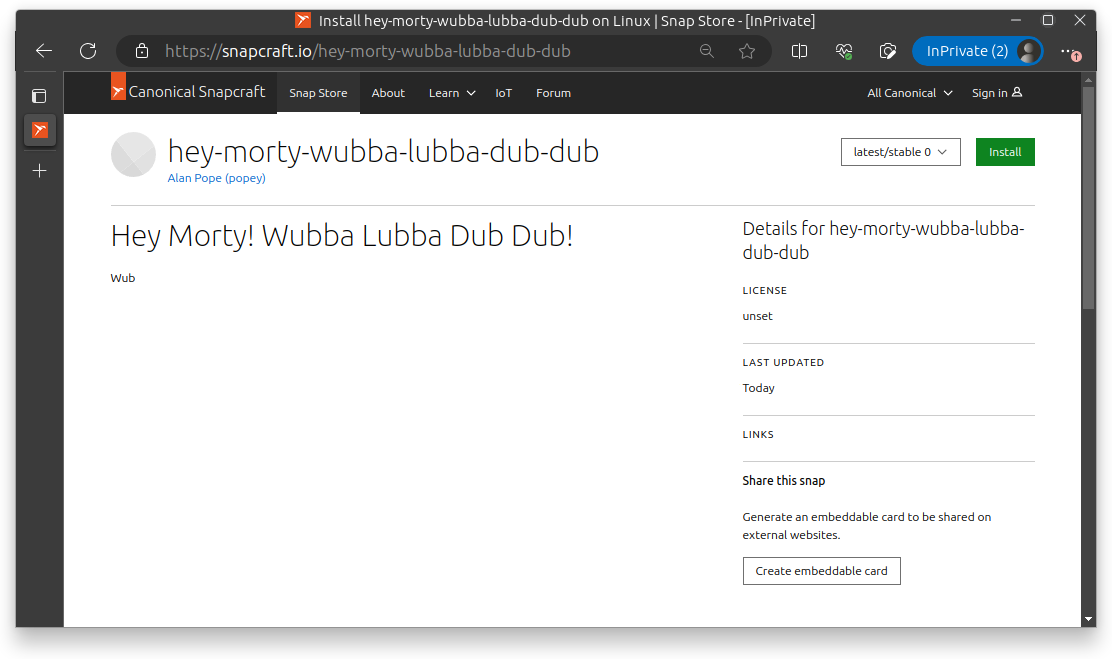 Install hey-morty-wubba-lubba-dub-dub on Linux | Snap Store - [InPrivate]
https://snapcraft.io/hey-morty-wubba-lubba-dub-dub
InPrivate (2)
1
Canonical Snapcraft
Snap Store
About
Learn
IoT
Forum
All Canonical
Sign in
hey-morty-wubba-lubba-dub-dub
Alan Pope (popey)
latest/stable 0
Install
Hey Morty! Wubba Lubba Dub Dub!
Wub
Details for hey-morty-wubba-lubba-
dub-dub
LICENSE
unset
LAST UPDATED
Today
LINKS
Share this snap
Generate an embeddable card to be shared on
external websites.
Create embeddable card